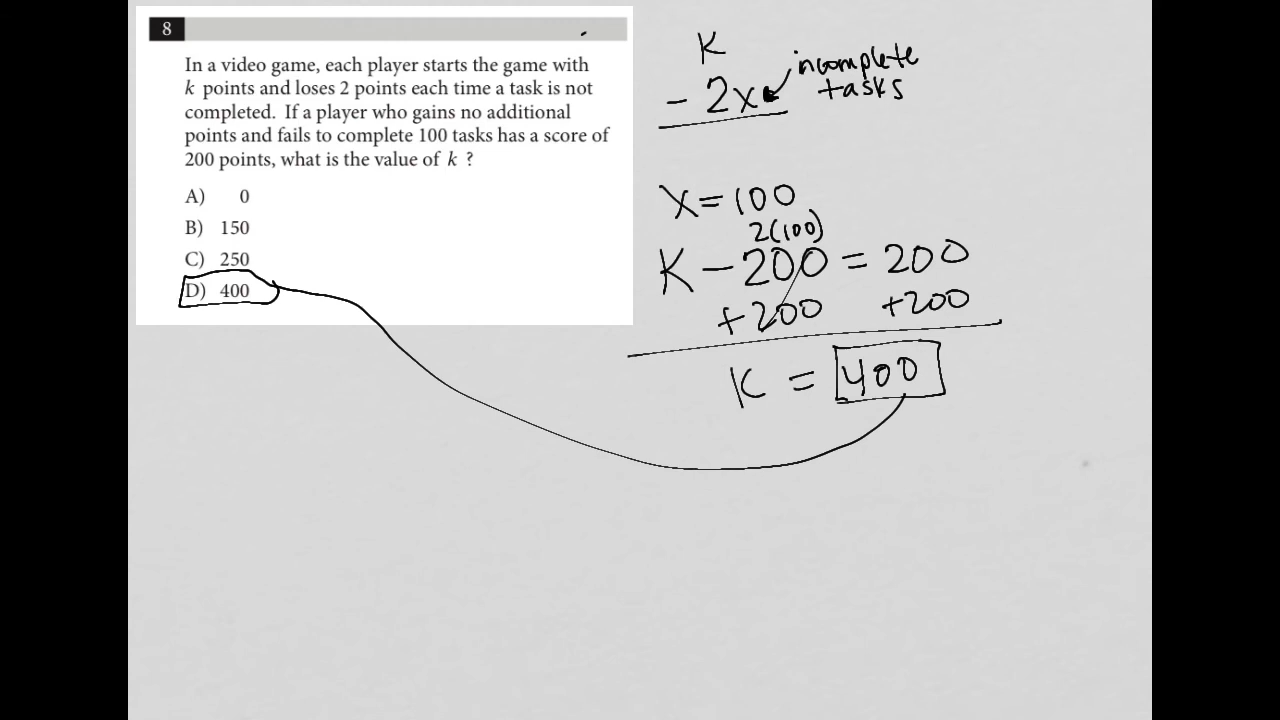 8
In a video game, each player starts the game with
k points and loses 2 points each time a task is not
completed. If a player who gains no additional
points and fails to complete 100 tasks has a score of
200 points, what is the value of k ?
A) 0
B) 150
C) 250
D) 400
K
- 2x
incomplete
tasks
x = 100
2(100)
K - 200 = 200
+200 +200
K = 400